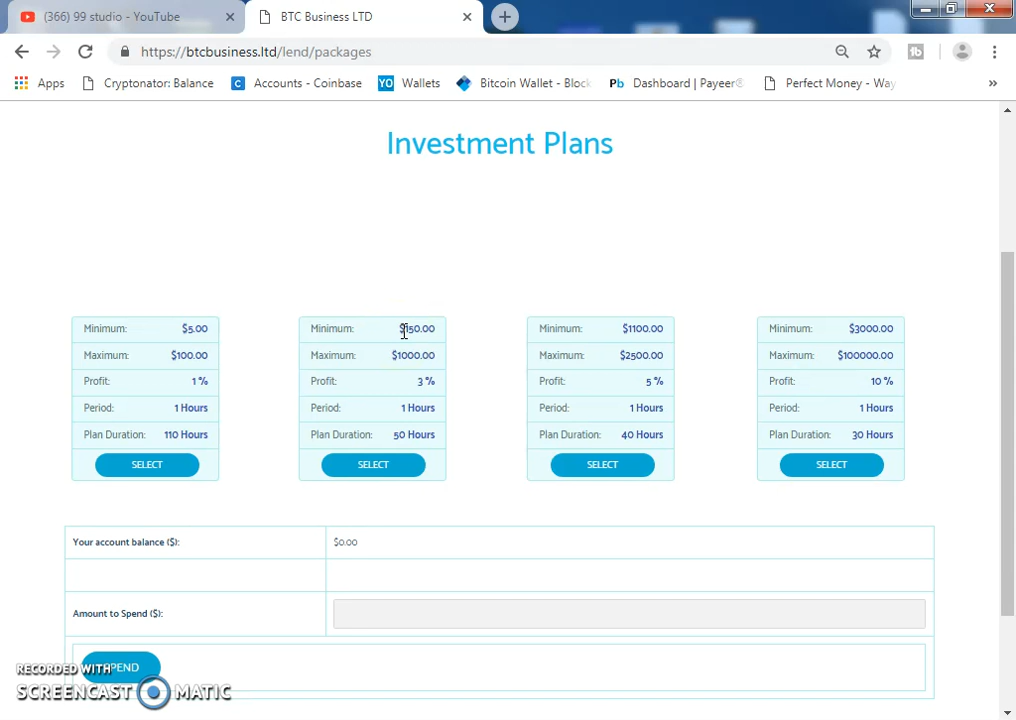 (366) 99 studio - YouTube
BTC Business LTD
https://btcbusiness.ltd/lend/packages
Apps
Cryptonator: Balance
C
Accounts - Coinbase
YO
Wallets
Bitcoin Wallet - Block
Pb
Dashboard | Payeer®
Perfect Money - Way
»
Investment Plans
Minimum: $5.00
Maximum: $100.00
Profit: 1 %
Period: 1 Hours
Plan Duration: 110 Hours
SELECT
Minimum: $150.00
Maximum: $1000.00
Profit: 3 %
Period: 1 Hours
Plan Duration: 50 Hours
SELECT
Minimum: $1100.00
Maximum: $2500.00
Profit: 5 %
Period: 1 Hours
Plan Duration: 40 Hours
SELECT
Minimum: $3000.00
Maximum: $100000.00
Profit: 10 %
Period: 1 Hours
Plan Duration: 30 Hours
SELECT
Your account balance ($): $0.00
Amount to Spend ($):
SPEND
RECORDED WITH
SCREENCAST MATIC